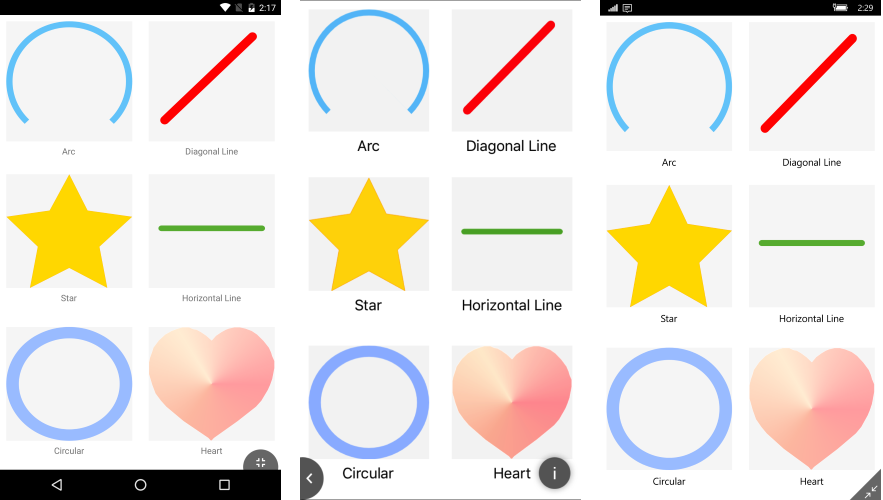 2:17
Arc
Diagonal Line
Star
Horizontal Line
Circular
Heart
Arc
Diagonal Line
Star
Horizontal Line
Circular
Heart
i
2:29
Arc
Diagonal Line
Star
Horizontal Line
Circular
Heart